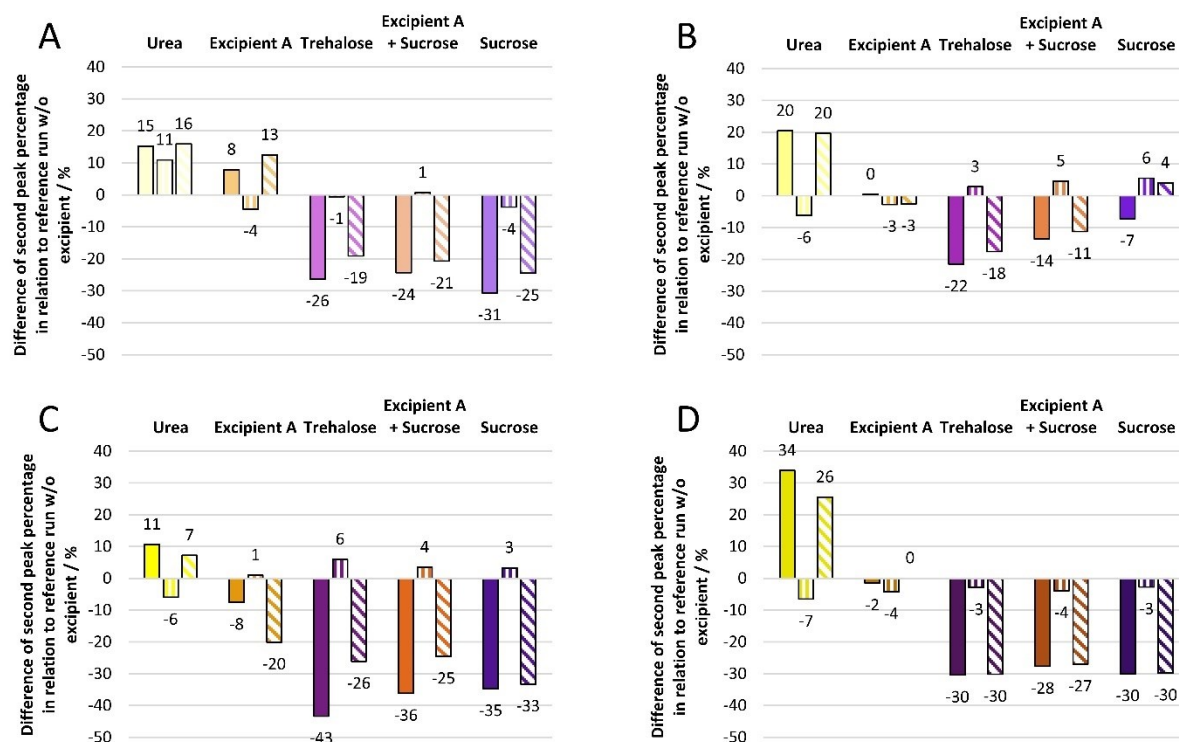 A
Excipient A
Urea Excipient A Trehalose + Sucrose Sucrose
Difference of second peak percentage
in relation to reference run w/o
excipient / %
40
30
20
10
0
-10
-20
-30
-40
-50
15 11 16
8 -4 13
-26 -1 -19
-24 1 -21
-31 -4 -25
B
Excipient A
Urea Excipient A Trehalose + Sucrose Sucrose
Difference of second peak percentage
in relation to reference run w/o
excipient / %
40
30
20
10
0
-10
-20
-30
-40
-50
20 -6 20
0 -3 -3
-22 3 -18
-14 5 -11
-7 6 4
C
Excipient A
Urea Excipient A Trehalose + Sucrose Sucrose
Difference of second peak percentage
in relation to reference run w/o
excipient / %
40
30
20
10
0
-10
-20
-30
-40
-50
11 -6 7
-8 1 -20
-43 6 -26
-36 4 -25
-35 3 -33
D
Excipient A
Urea Excipient A Trehalose + Sucrose Sucrose
Difference of second peak percentage
in relation to reference run w/o
excipient / %
40
30
20
10
0
-10
-20
-30
-40
-50
34 -7 26
-2 -4 0
-30 -3 -30
-28 -4 -27
-30 -3 -30